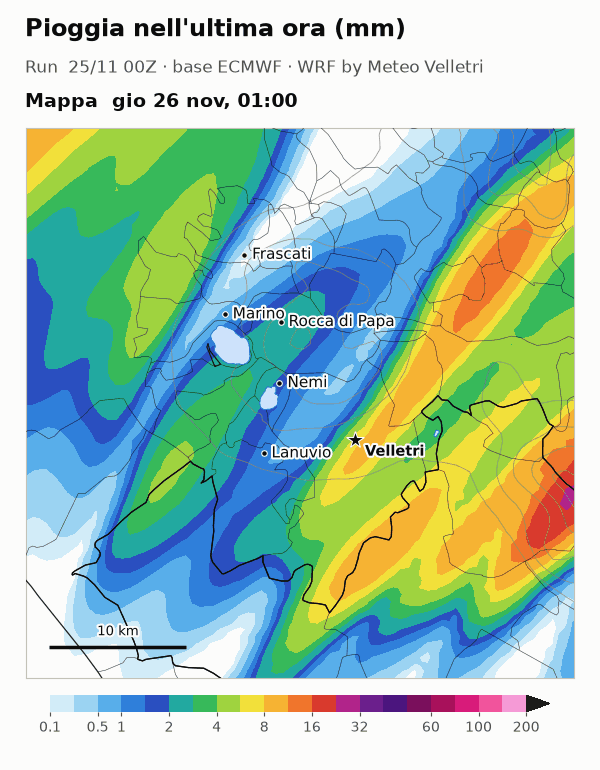 Pioggia nell'ultima ora (mm)
Run  25/11 00Z · base ECMWF · WRF by Meteo Velletri
Mappa  gio 26 nov, 01:00
Frascati
Marino
Rocca di Papa
Nemi
Velletri
Lanuvio
10 km
0.1 0.5 1 2 4 8 16 32 60 100 200